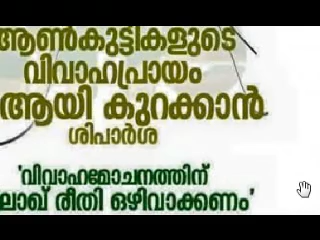 ആൺകുട്ടികളുടെ
വിവാഹപ്രായം
ആയി കുറക്കാൻ
ശിപാർശ
'വിവാഹമോചനത്തിന്
ലാഖ് രീതി ഒഴിവാക്കണം'